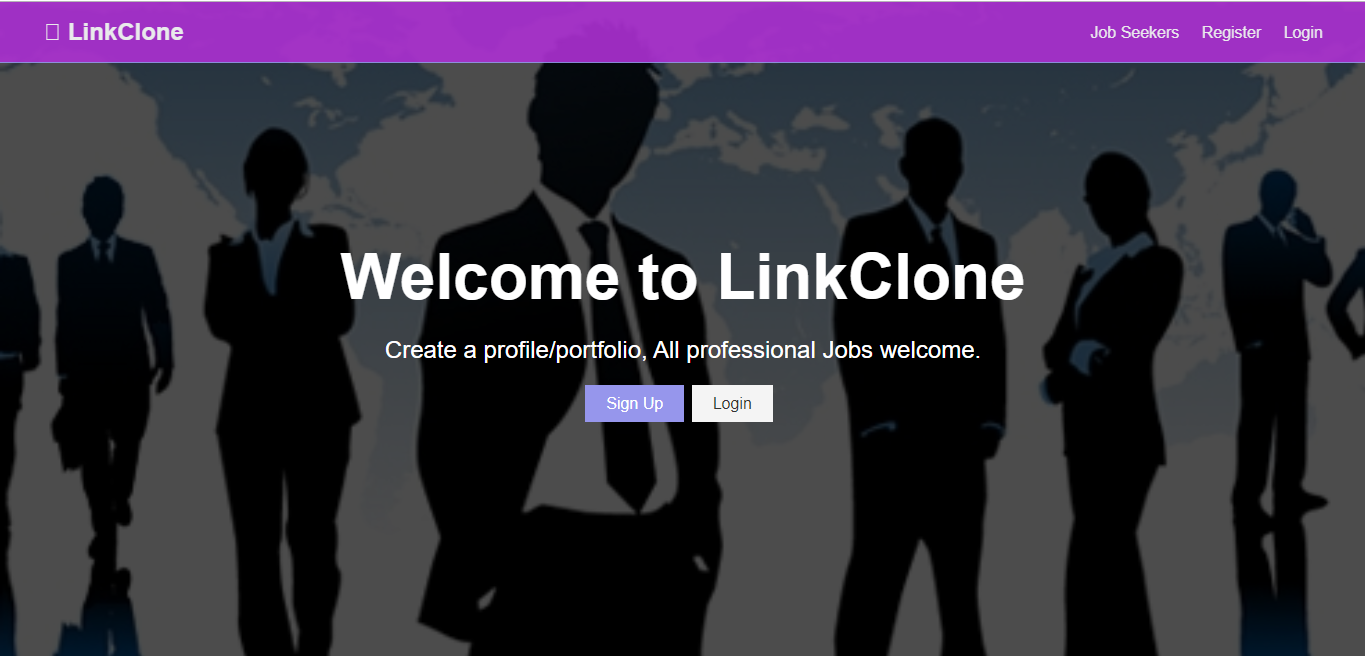 LinkClone
Job Seekers Register Login
Welcome to LinkClone
Create a profile/portfolio, All professional Jobs welcome.
Sign Up Login